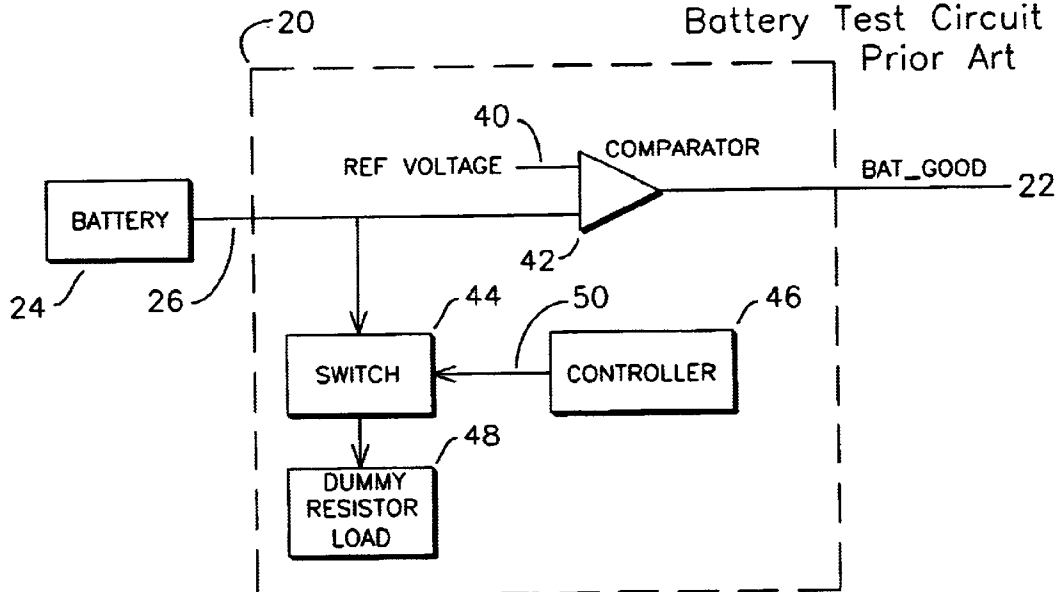 20
Battery Test Circuit
Prior Art
40
REF VOLTAGE
COMPARATOR
BAT_GOOD
22
BATTERY
42
24
26
44
50
46
SWITCH
CONTROLLER
48
DUMMY
RESISTOR
LOAD